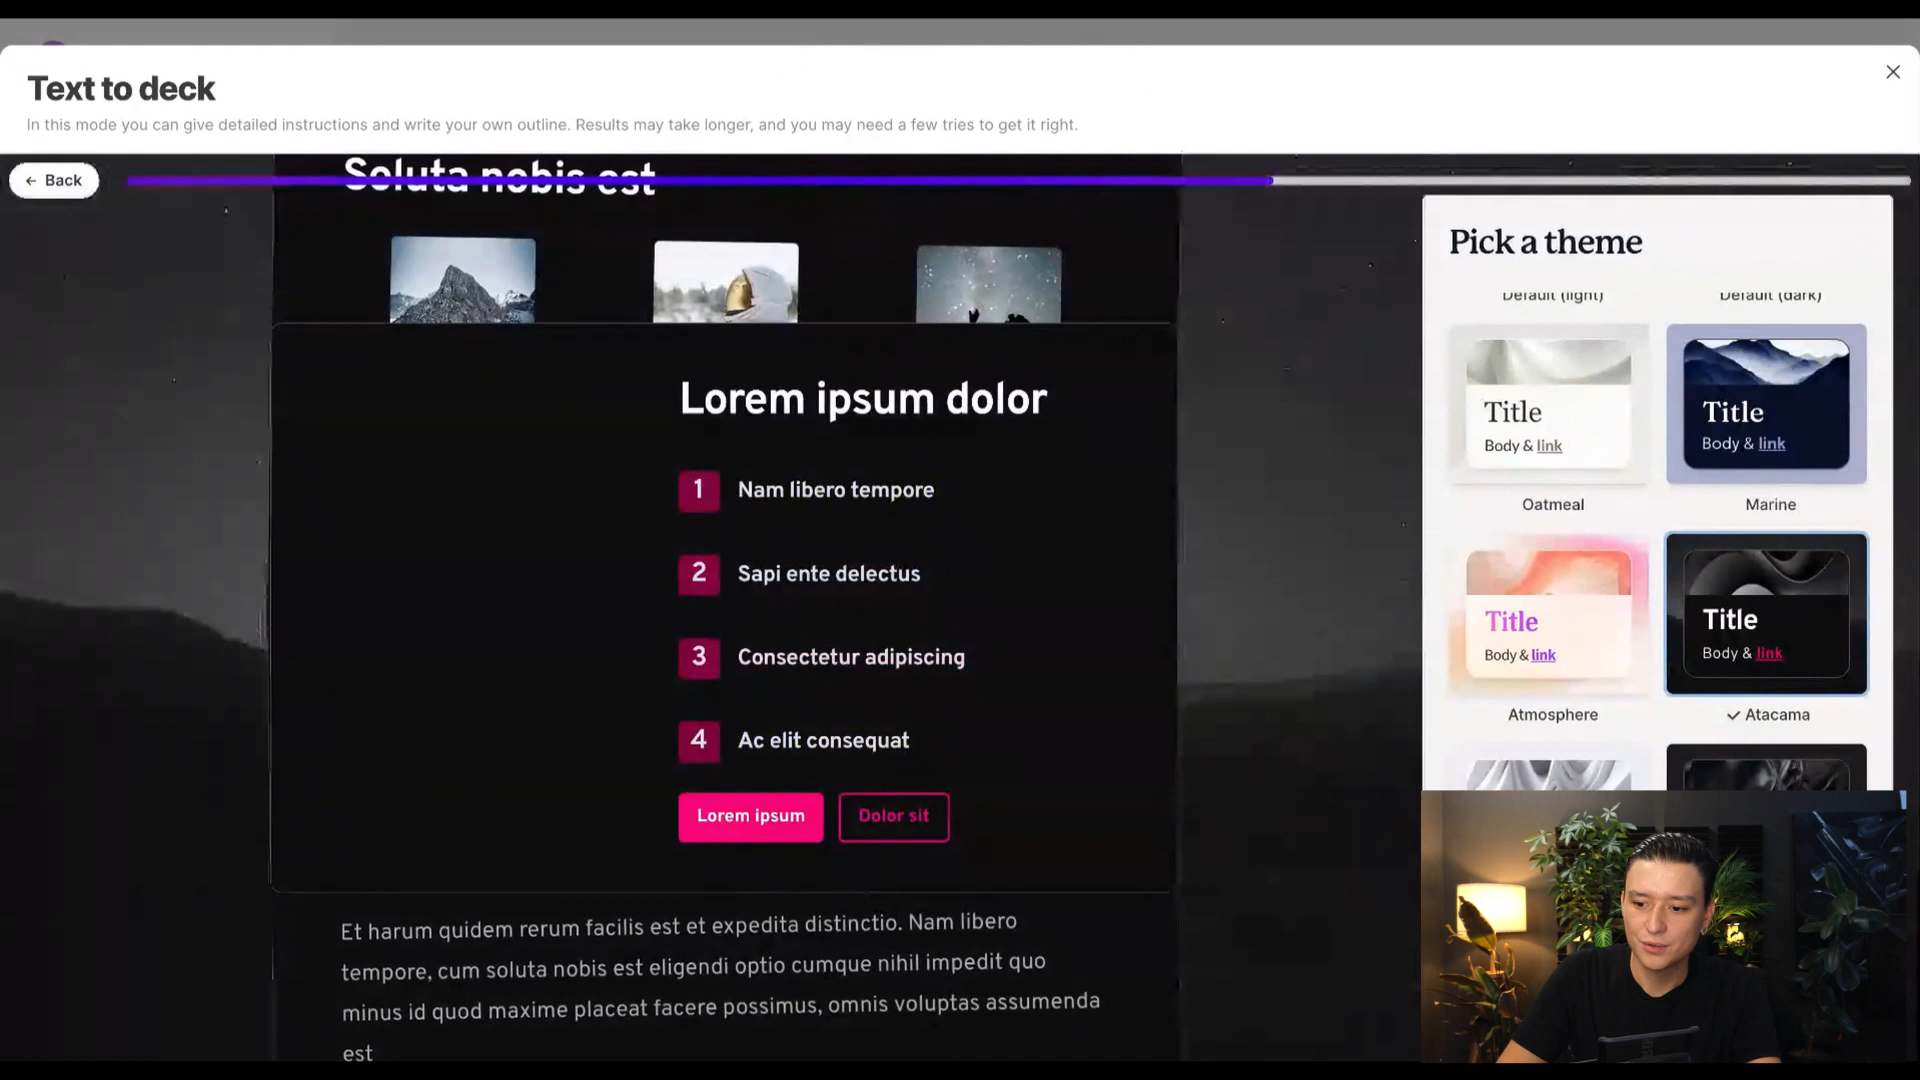 Text to deck
In this mode you can give detailed instructions and write your own outline. Results may take longer, and you may need a few tries to get it right.
← Back
Soluta nobis est
Lorem ipsum dolor
1 Nam libero tempore
2 Sapi ente delectus
3 Consectetur adipiscing
4 Ac elit consequat
Lorem ipsum
Dolor sit
Et harum quidem rerum facilis est et expedita distinctio. Nam libero
tempore, cum soluta nobis est eligendi optio cumque nihil impedit quo
minus id quod maxime placeat facere possimus, omnis voluptas assumenda
est
Pick a theme
Default (light)
Default (dark)
Title
Body & link
Oatmeal
Title
Body & link
Marine
Title
Body & link
Atmosphere
Title
Body & link
Atacama